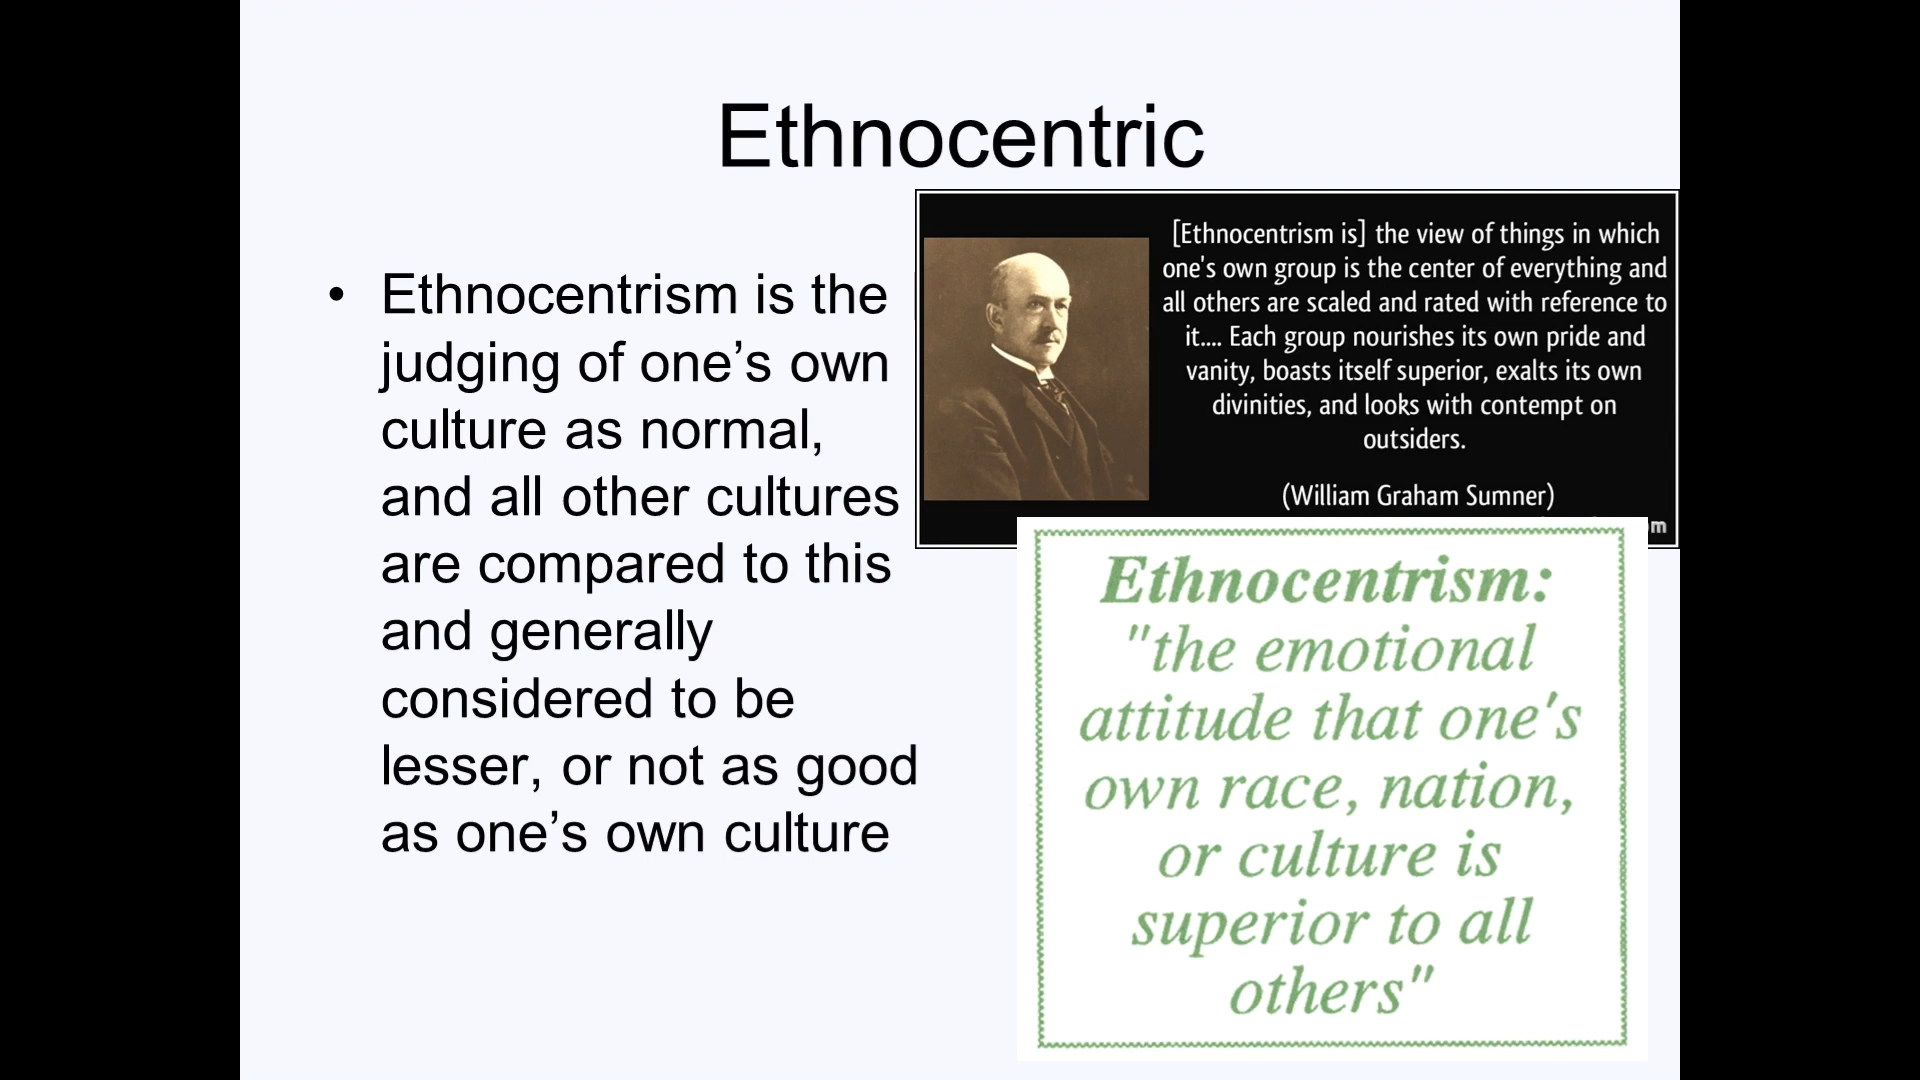 Ethnocentric
• Ethnocentrism is the
judging of one’s own
culture as normal,
and all other cultures
are compared to this
and generally
considered to be
lesser, or not as good
as one’s own culture
[Ethnocentrism is] the view of things in which
one's own group is the center of everything and
all others are scaled and rated with reference to
it.... Each group nourishes its own pride and
vanity, boasts itself superior, exalts its own
divinities, and looks with contempt on
outsiders.
(William Graham Sumner)
Ethnocentrism:
"the emotional
attitude that one's
own race, nation,
or culture is
superior to all
others"